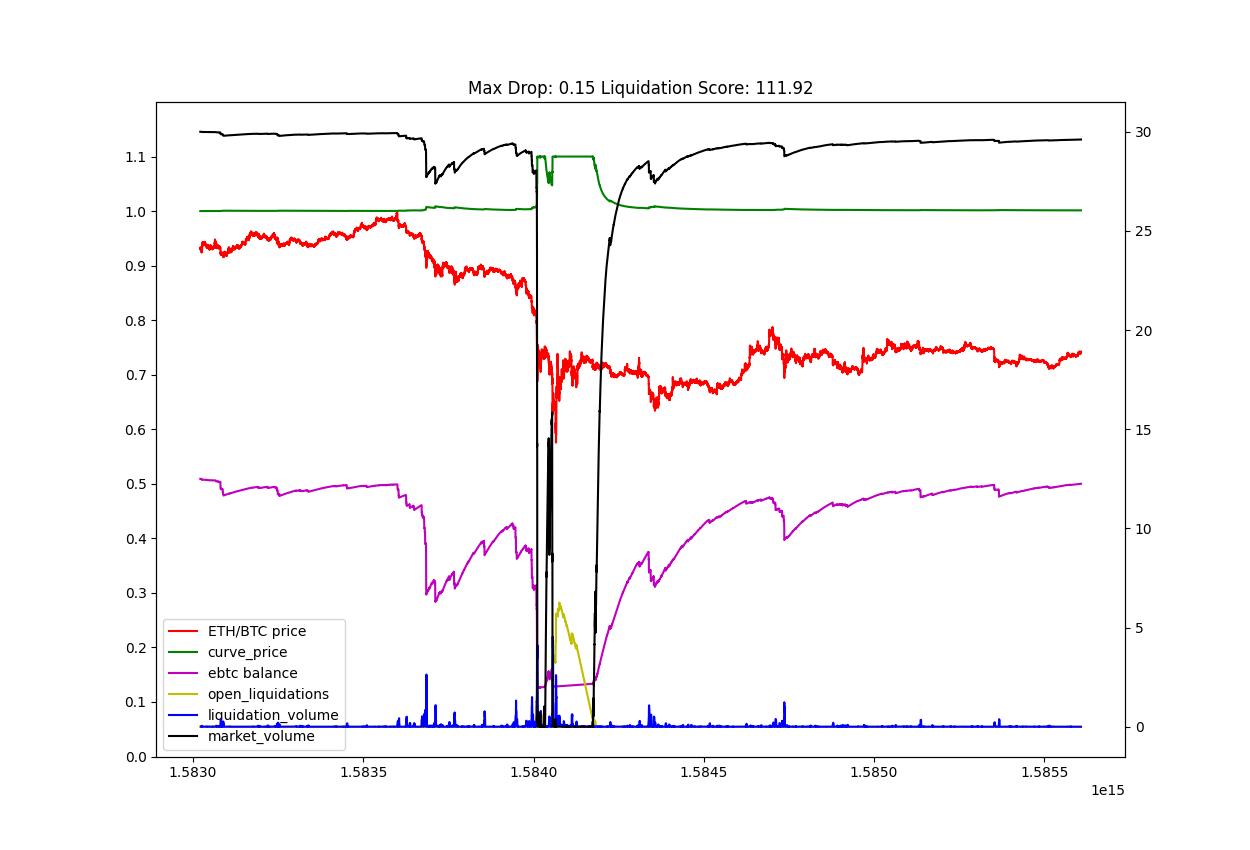 Max Drop: 0.15 Liquidation Score: 111.92
1.1
1.0
0.9
0.8
0.7
0.6
0.5
0.4
0.3
0.2
0.1
0.0
30
25
20
15
10
5
0
ETH/BTC price
curve_price
ebtc balance
open_liquidations
liquidation_volume
market_volume
1.5830 1.5835 1.5840 1.5845 1.5850 1.5855
1e15